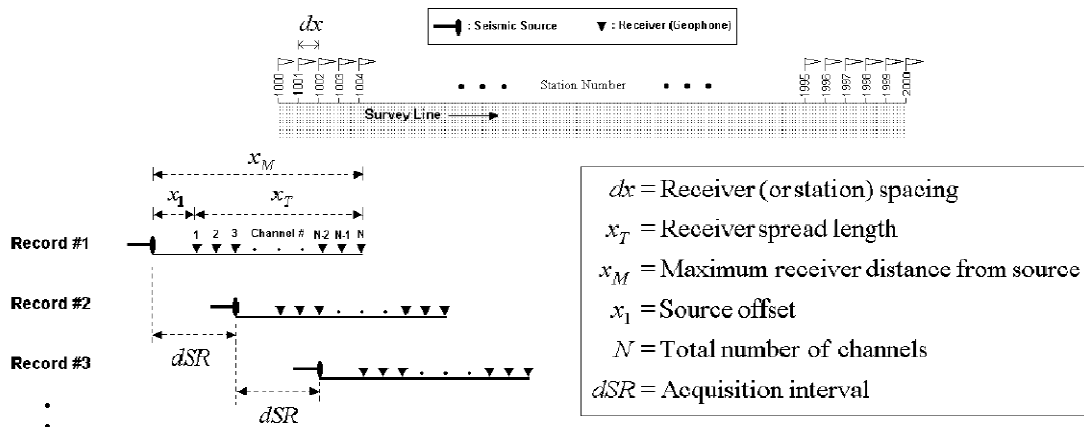 : Seismic Source : Receiver (Geophone)
dx
1000 1001 1002 1003 1004 • • • Station Number • • • 1995 1996 1997 1998 1999 2000
Survey Line
x_M
x_1 x_T
Record #1 1 2 3 Channel # N-2 N-1 N
Record #2
dSR
Record #3
dSR
dx = Receiver (or station) spacing
x_T = Receiver spread length
x_M = Maximum receiver distance from source
x_1 = Source offset
N = Total number of channels
dSR = Acquisition interval